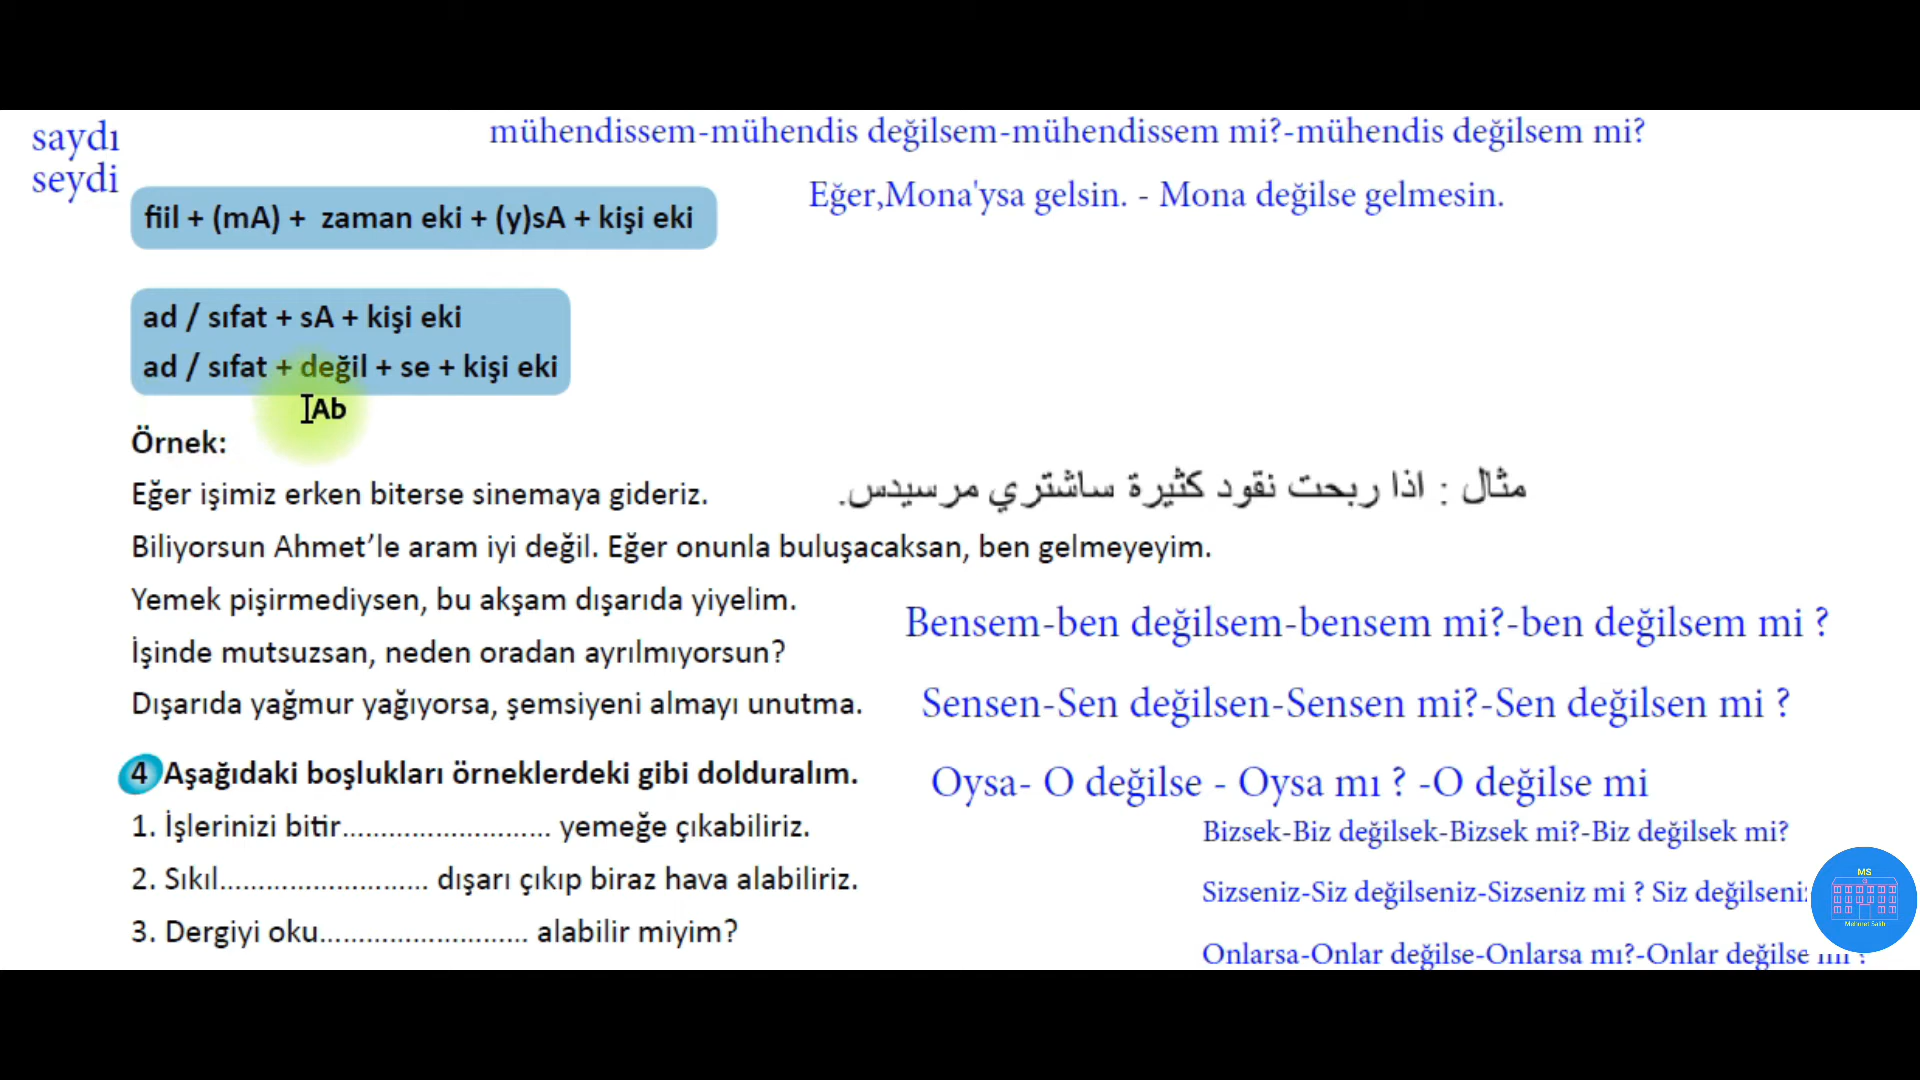 saydı
seydi
mühendissem-mühendis değilsem-mühendissem mi?-mühendis değilsem mi?
Eğer,Mona'ysa gelsin. - Mona değilse gelmesin.
fiil + (mA) + zaman eki + (y)sA + kişi eki
ad / sıfat + sA + kişi eki
ad / sıfat + değil + se + kişi eki
Ab
Örnek:
Eğer işimiz erken biterse sinemaya gideriz.
مثال : اذا ربحت نقود كثيرة ساشتري مرسيدس.
Biliyorsun Ahmet’le aram iyi değil. Eğer onunla buluşacaksan, ben gelmeyeyim.
Yemek pişirmediysen, bu akşam dışarıda yiyelim.
Bensem-ben değilsem-bensem mi?-ben değilsem mi ?
İşinde mutsuzsan, neden oradan ayrılmıyorsun?
Dışarıda yağmur yağıyorsa, şemsiyeni almayı unutma.
Sensen-Sen değilsen-Sensen mi?-Sen değilsen mi ?
4 Aşağıdaki boşlukları örneklerdeki gibi dolduralım.
Oysa- O değilse - Oysa mı ? -O değilse mi
1. İşlerinizi bitir........................... yemeğe çıkabiliriz.
Bizsek-Biz değilsek-Bizsek mi?-Biz değilsek mi?
2. Sıkıl........................... dışarı çıkıp biraz hava alabiliriz.
Sizseniz-Siz değilseniz-Sizseniz mi ? Siz değilseni
3. Dergiyi oku........................... alabilir miyim?
Onlarsa-Onlar değilse-Onlarsa mı?-Onlar değilse mi ?
MS
Mehmet Salih